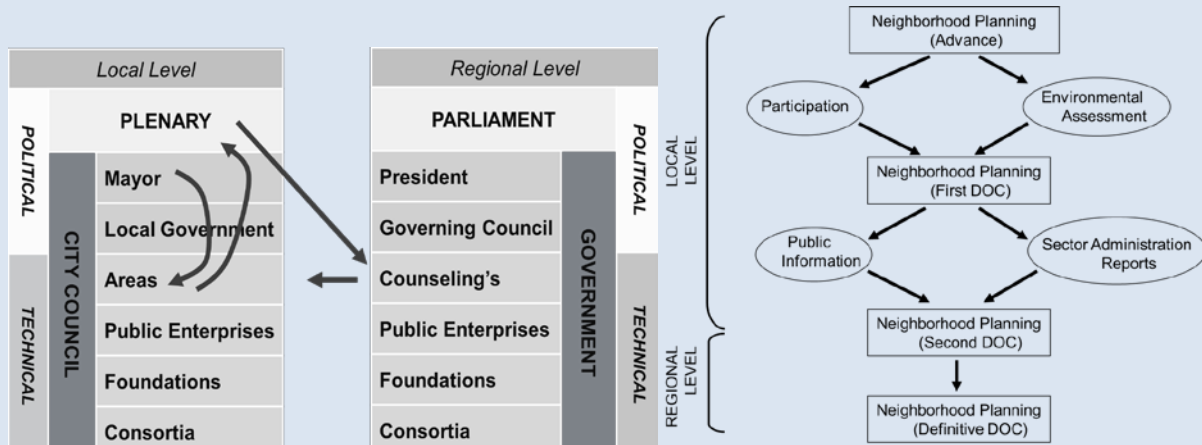 Local Level
PLENARY
POLITICAL
TECHNICAL
CITY COUNCIL
Mayor
Local Government
Areas
Public Enterprises
Foundations
Consortia
Regional Level
PARLIAMENT
President
Governing Council
Counseling's
Public Enterprises
Foundations
Consortia
GOVERNMENT
POLITICAL
TECHNICAL
LOCAL
LEVEL
REGIONAL
LEVEL
Neighborhood Planning
(Advance)
Participation
Environmental
Assessment
Neighborhood Planning
(First DOC)
Public
Information
Sector Administration
Reports
Neighborhood Planning
(Second DOC)
Neighborhood Planning
(Definitive DOC)